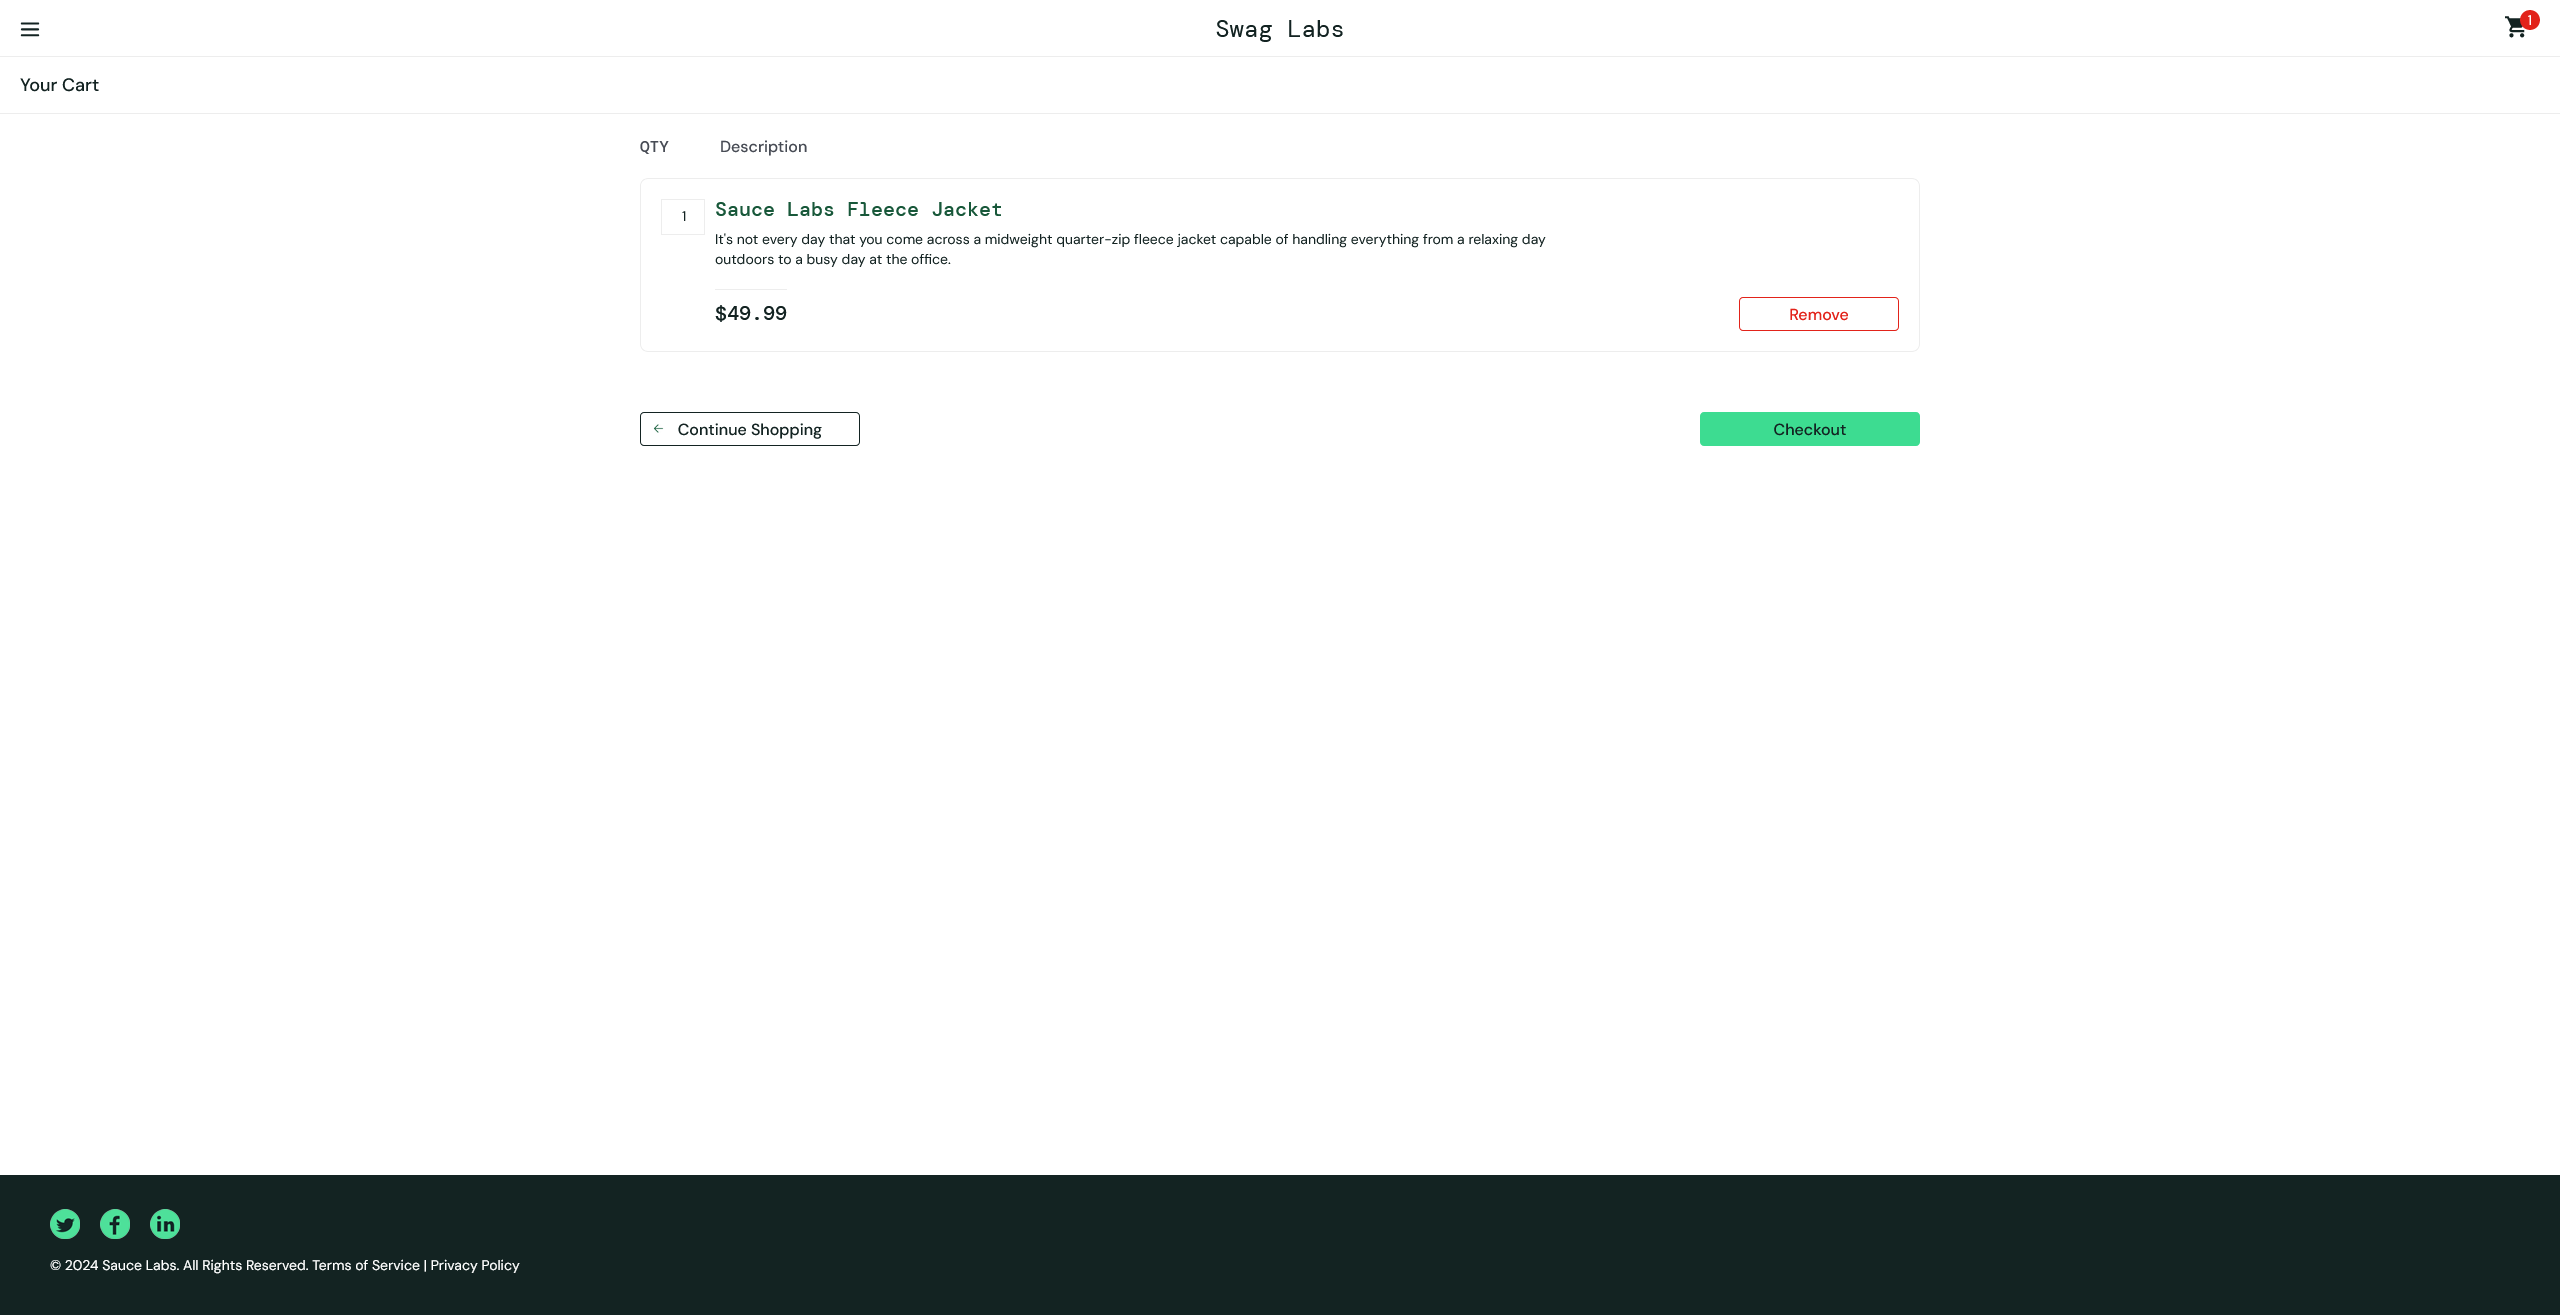 Swag Labs
1
Your Cart
QTY
Description
1
Sauce Labs Fleece Jacket
It's not every day that you come across a midweight quarter-zip fleece jacket capable of handling everything from a relaxing day
outdoors to a busy day at the office.
$49.99
Remove
Continue Shopping
Checkout
© 2024 Sauce Labs. All Rights Reserved. Terms of Service | Privacy Policy